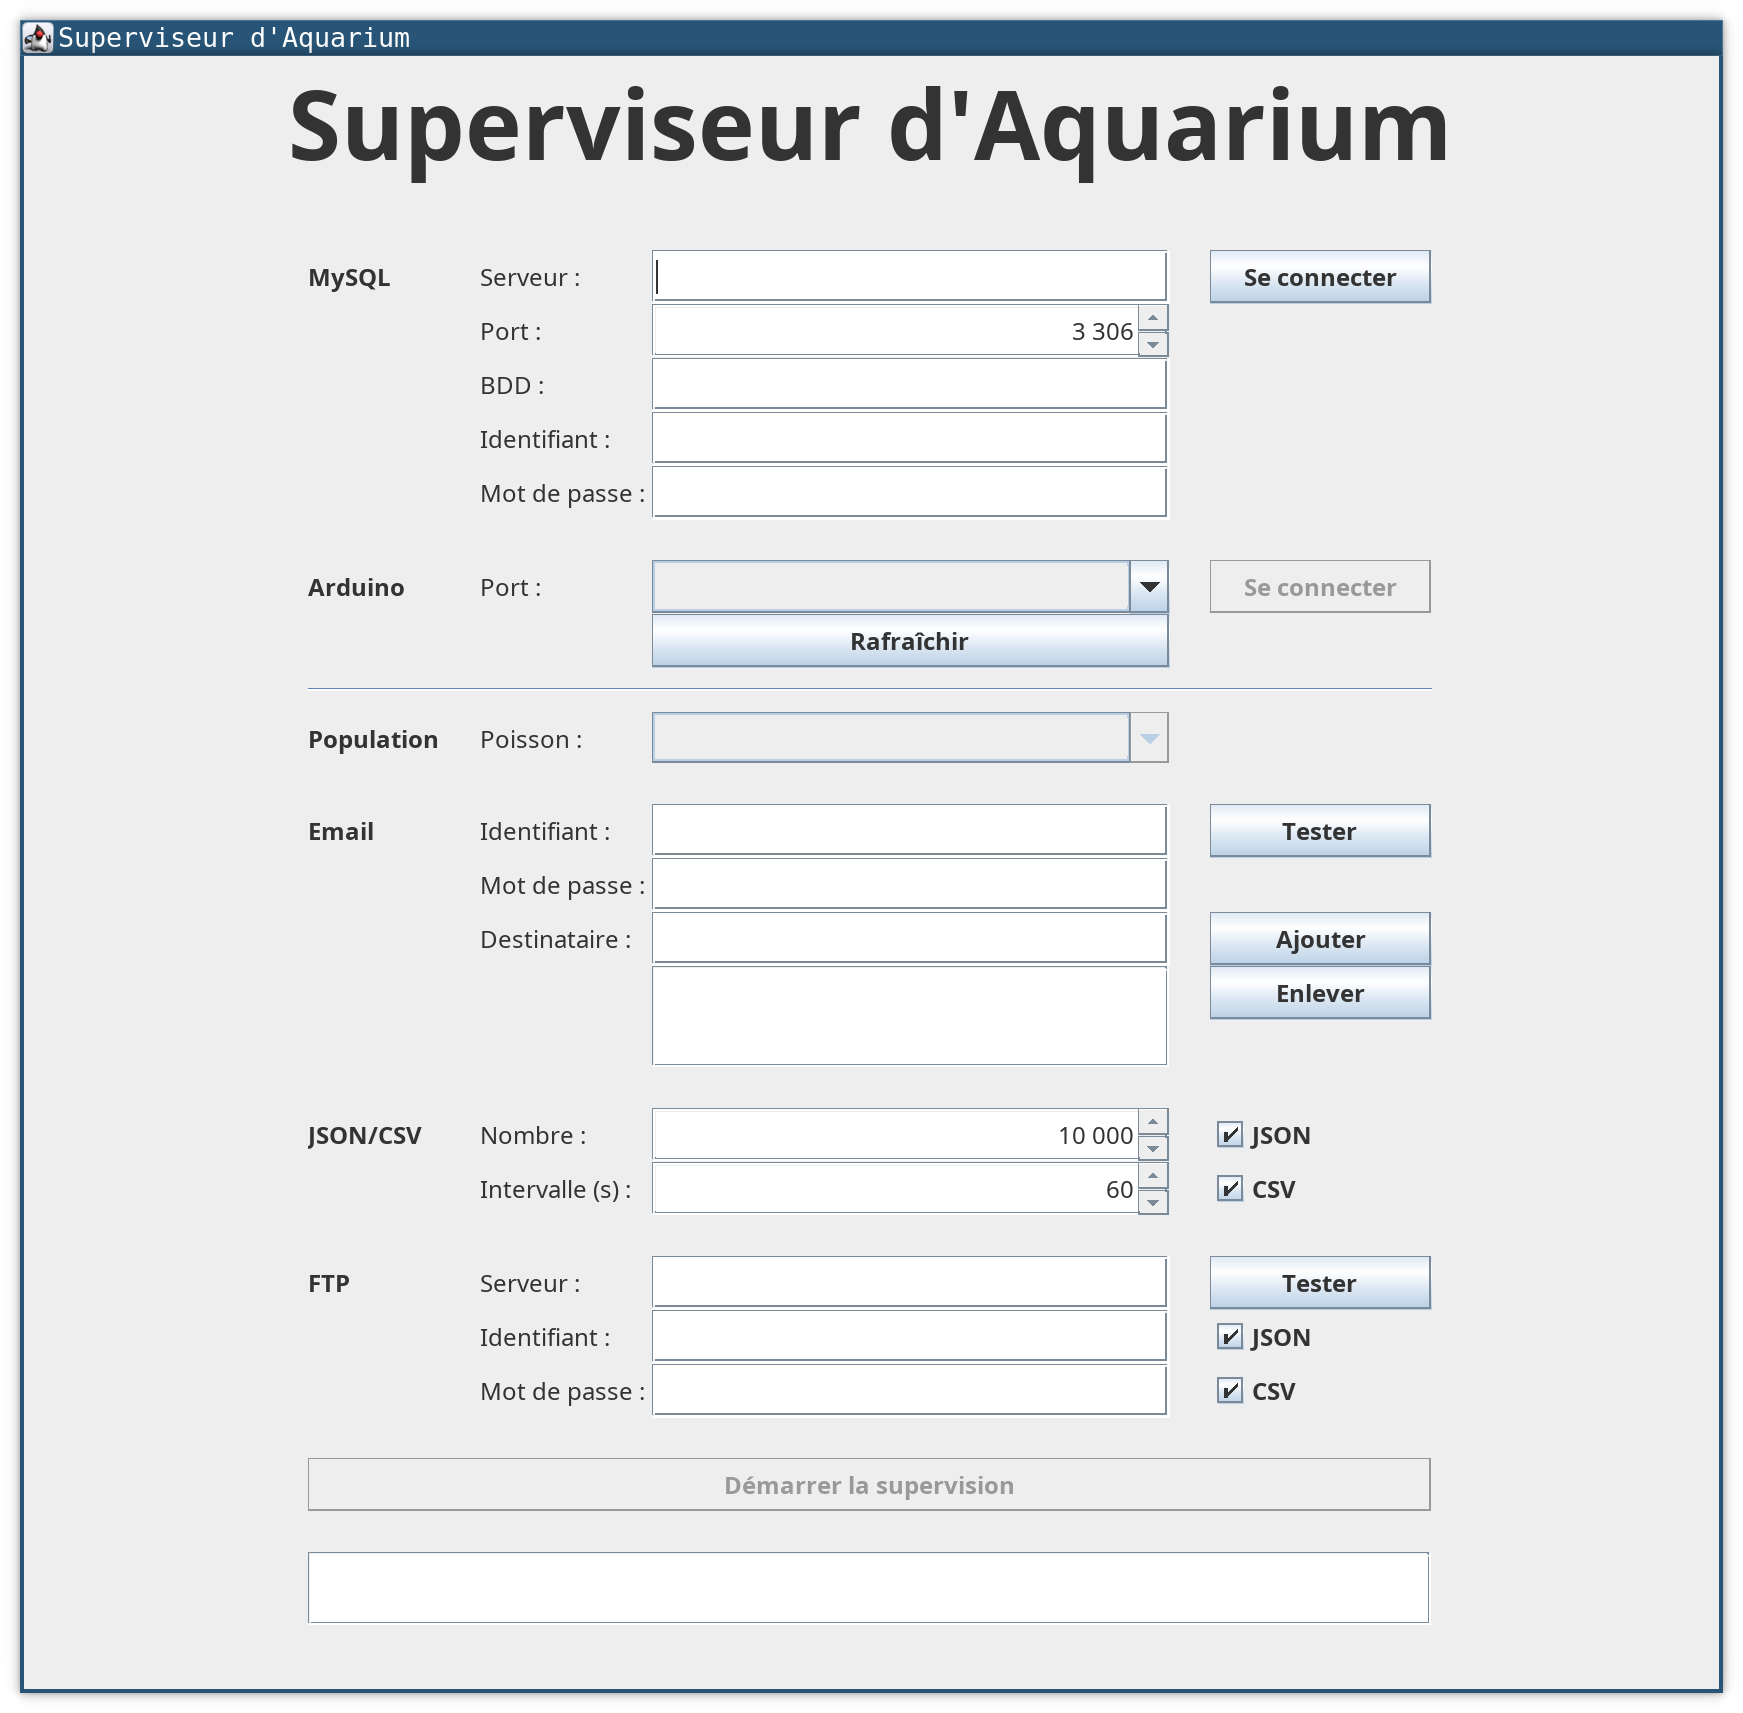 Superviseur d'Aquarium
Superviseur d'Aquarium
MySQL Serveur : Se connecter
Port : 3 306
BDD :
Identifiant :
Mot de passe :
Arduino Port : Se connecter
Rafraîchir
Population Poisson :
Email Identifiant : Tester
Mot de passe :
Destinataire : Ajouter
Enlever
JSON/CSV Nombre : 10 000 JSON
Intervalle (s) : 60 CSV
FTP Serveur : Tester
Identifiant : JSON
Mot de passe : CSV
Démarrer la supervision